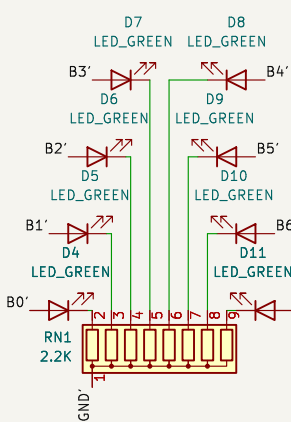 D7
LED_GREEN
D8
LED_GREEN
B3′
B4′
D6
LED_GREEN
D9
LED_GREEN
B2′
B5′
D5
LED_GREEN
D10
LED_GREEN
B1′
B6
D4
LED_GREEN
D11
LED_GREEN
B0′
2 3 4 5 6 7 8 9
RN1
2.2K
1
GND′